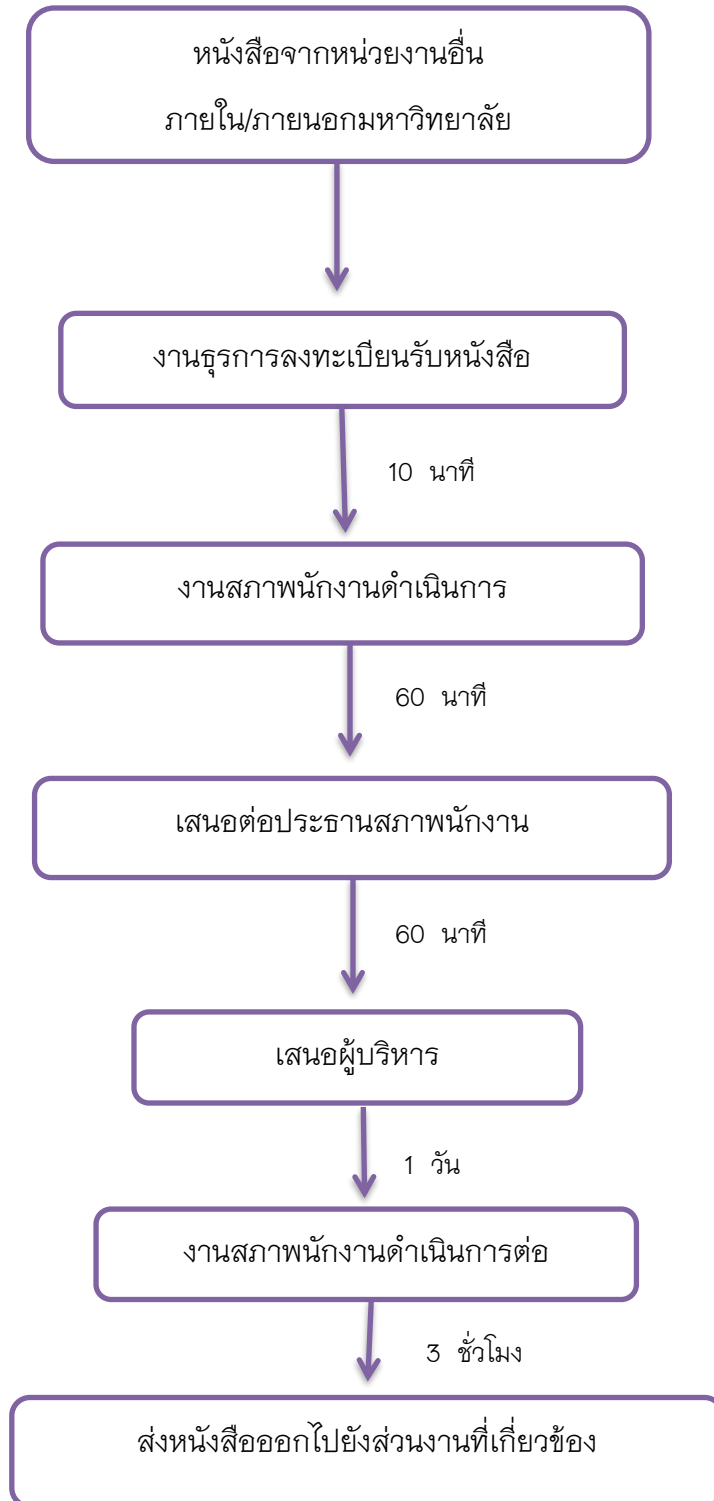 หนังสือจากหน่วยงานอื่น
ภายใน/ภายนอกมหาวิทยาลัย
งานธุรการลงทะเบียนรับหนังสือ
10 นาที
งานสภาพนักงานดำเนินการ
60 นาที
เสนอต่อประธานสภาพนักงาน
60 นาที
เสนอผู้บริหาร
1 วัน
งานสภาพนักงานดำเนินการต่อ
3 ชั่วโมง
ส่งหนังสือออกไปยังส่วนงานที่เกี่ยวข้อง